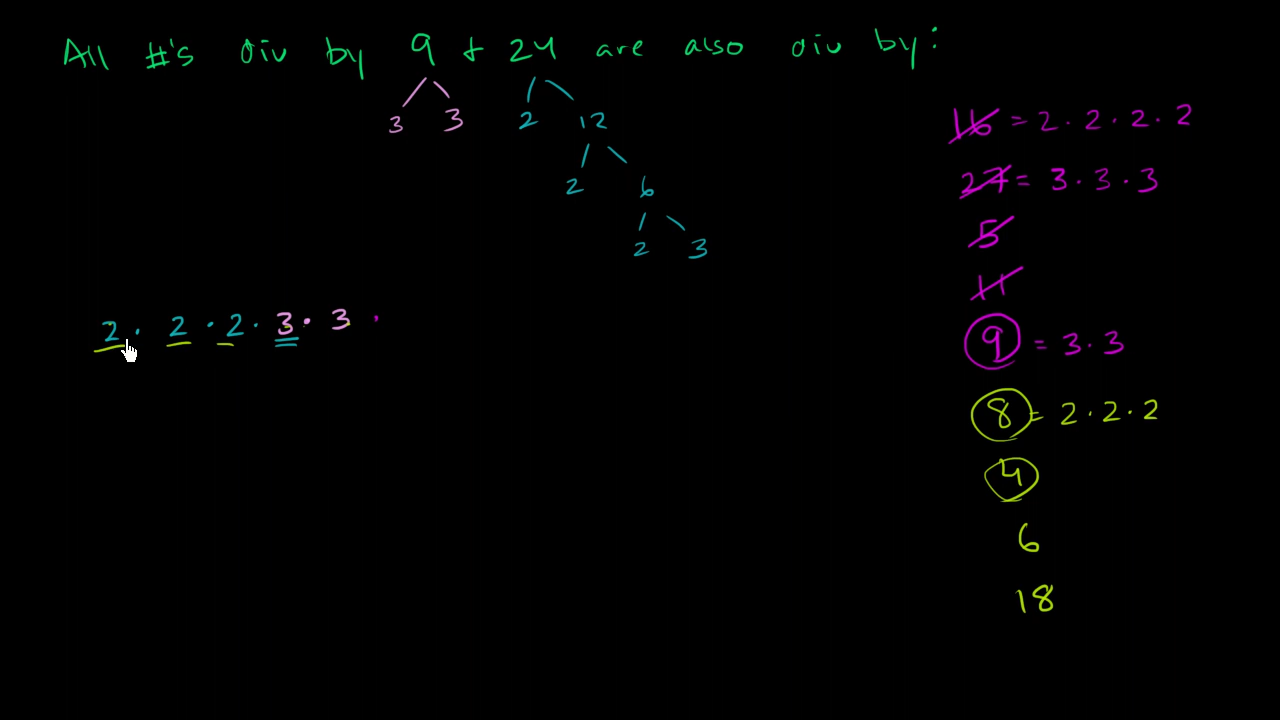 All #'s div by 9 + 24 are also div by:
3 3 2 12
2 6
2 3
2 · 2 · 2 · 3 · 3 ·
16 = 2 · 2 · 2 · 2
27 = 3 · 3 · 3
5
11
9 = 3 · 3
8 = 2 · 2 · 2
4
6
18